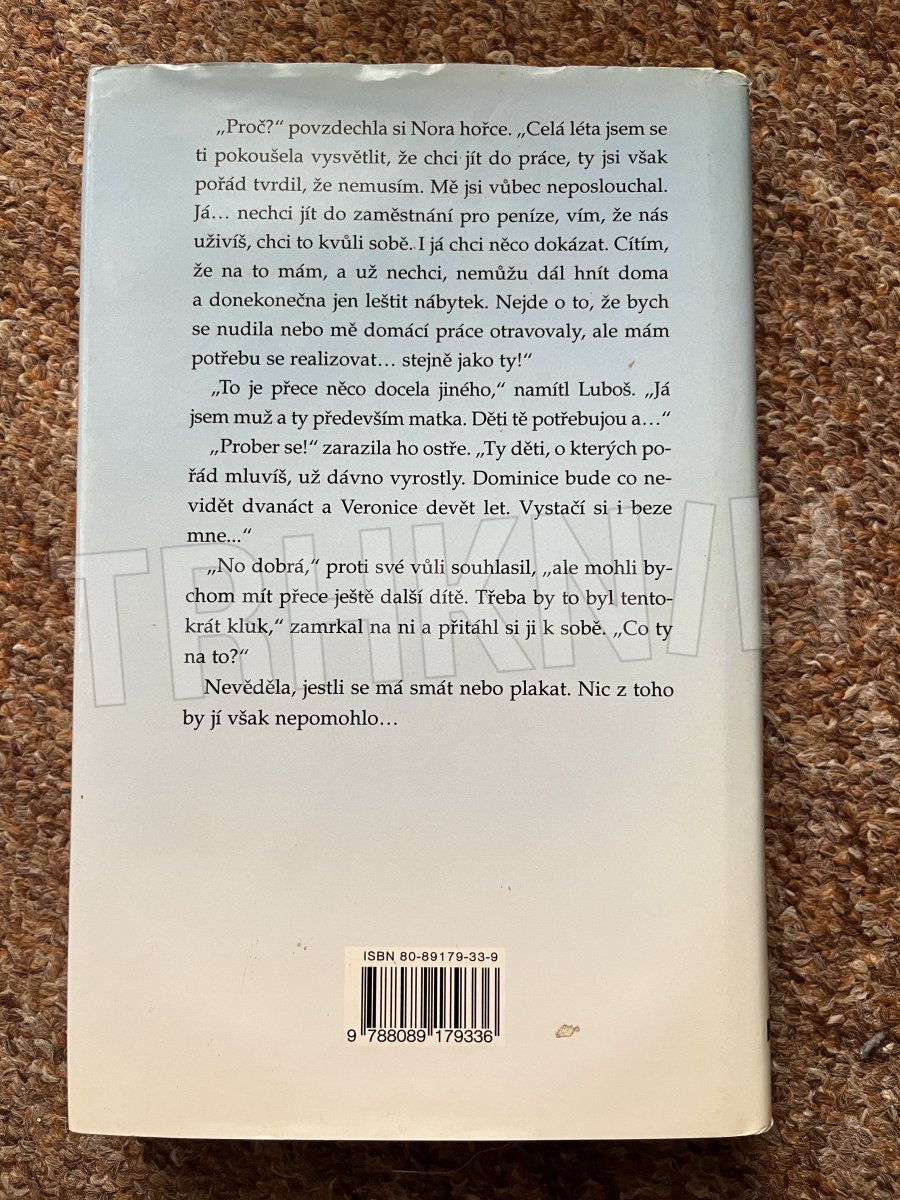 „Proč?“ povzdechla si Nora hořce. „Celá léta jsem se
ti pokoušela vysvětlit, že chci jít do práce, ty jsi však
pořád tvrdil, že nemusím. Mě jsi vůbec neposlouchal.
Já… nechci jít do zaměstnání pro peníze, vím, že nás
uživíš, chci to kvůli sobě. I já chci něco dokázat. Cítím,
že na to mám, a už nechci, nemůžu dál hnít doma
a donekonečna jen leštit nábytek. Nejde o to, že bych
se nudila nebo mě domácí práce otravovaly, ale mám
potřebu se realizovat… stejně jako ty!“
„To je přece něco docela jiného,“ namítl Luboš. „Já
jsem muž a ty především matka. Děti tě potřebujou a…“
„Prober se!“ zarazila ho ostře. „Ty děti, o kterých po-
řád mluvíš, už dávno vyrostly. Dominice bude co ne-
vidět dvanáct a Veronice devět let. Vystačí si i beze
mne...“
„No dobrá,“ proti své vůli souhlasil, „ale mohli by-
chom mít přece ještě další dítě. Třeba by to byl tento-
krát kluk,“ zamrkal na ni a přitáhl si ji k sobě. „Co ty
na to?“
Nevěděla, jestli se má smát nebo plakat. Nic z toho
by jí však nepomohlo…
TRHKNIH
ISBN 80-89179-33-9
9 788089 179336